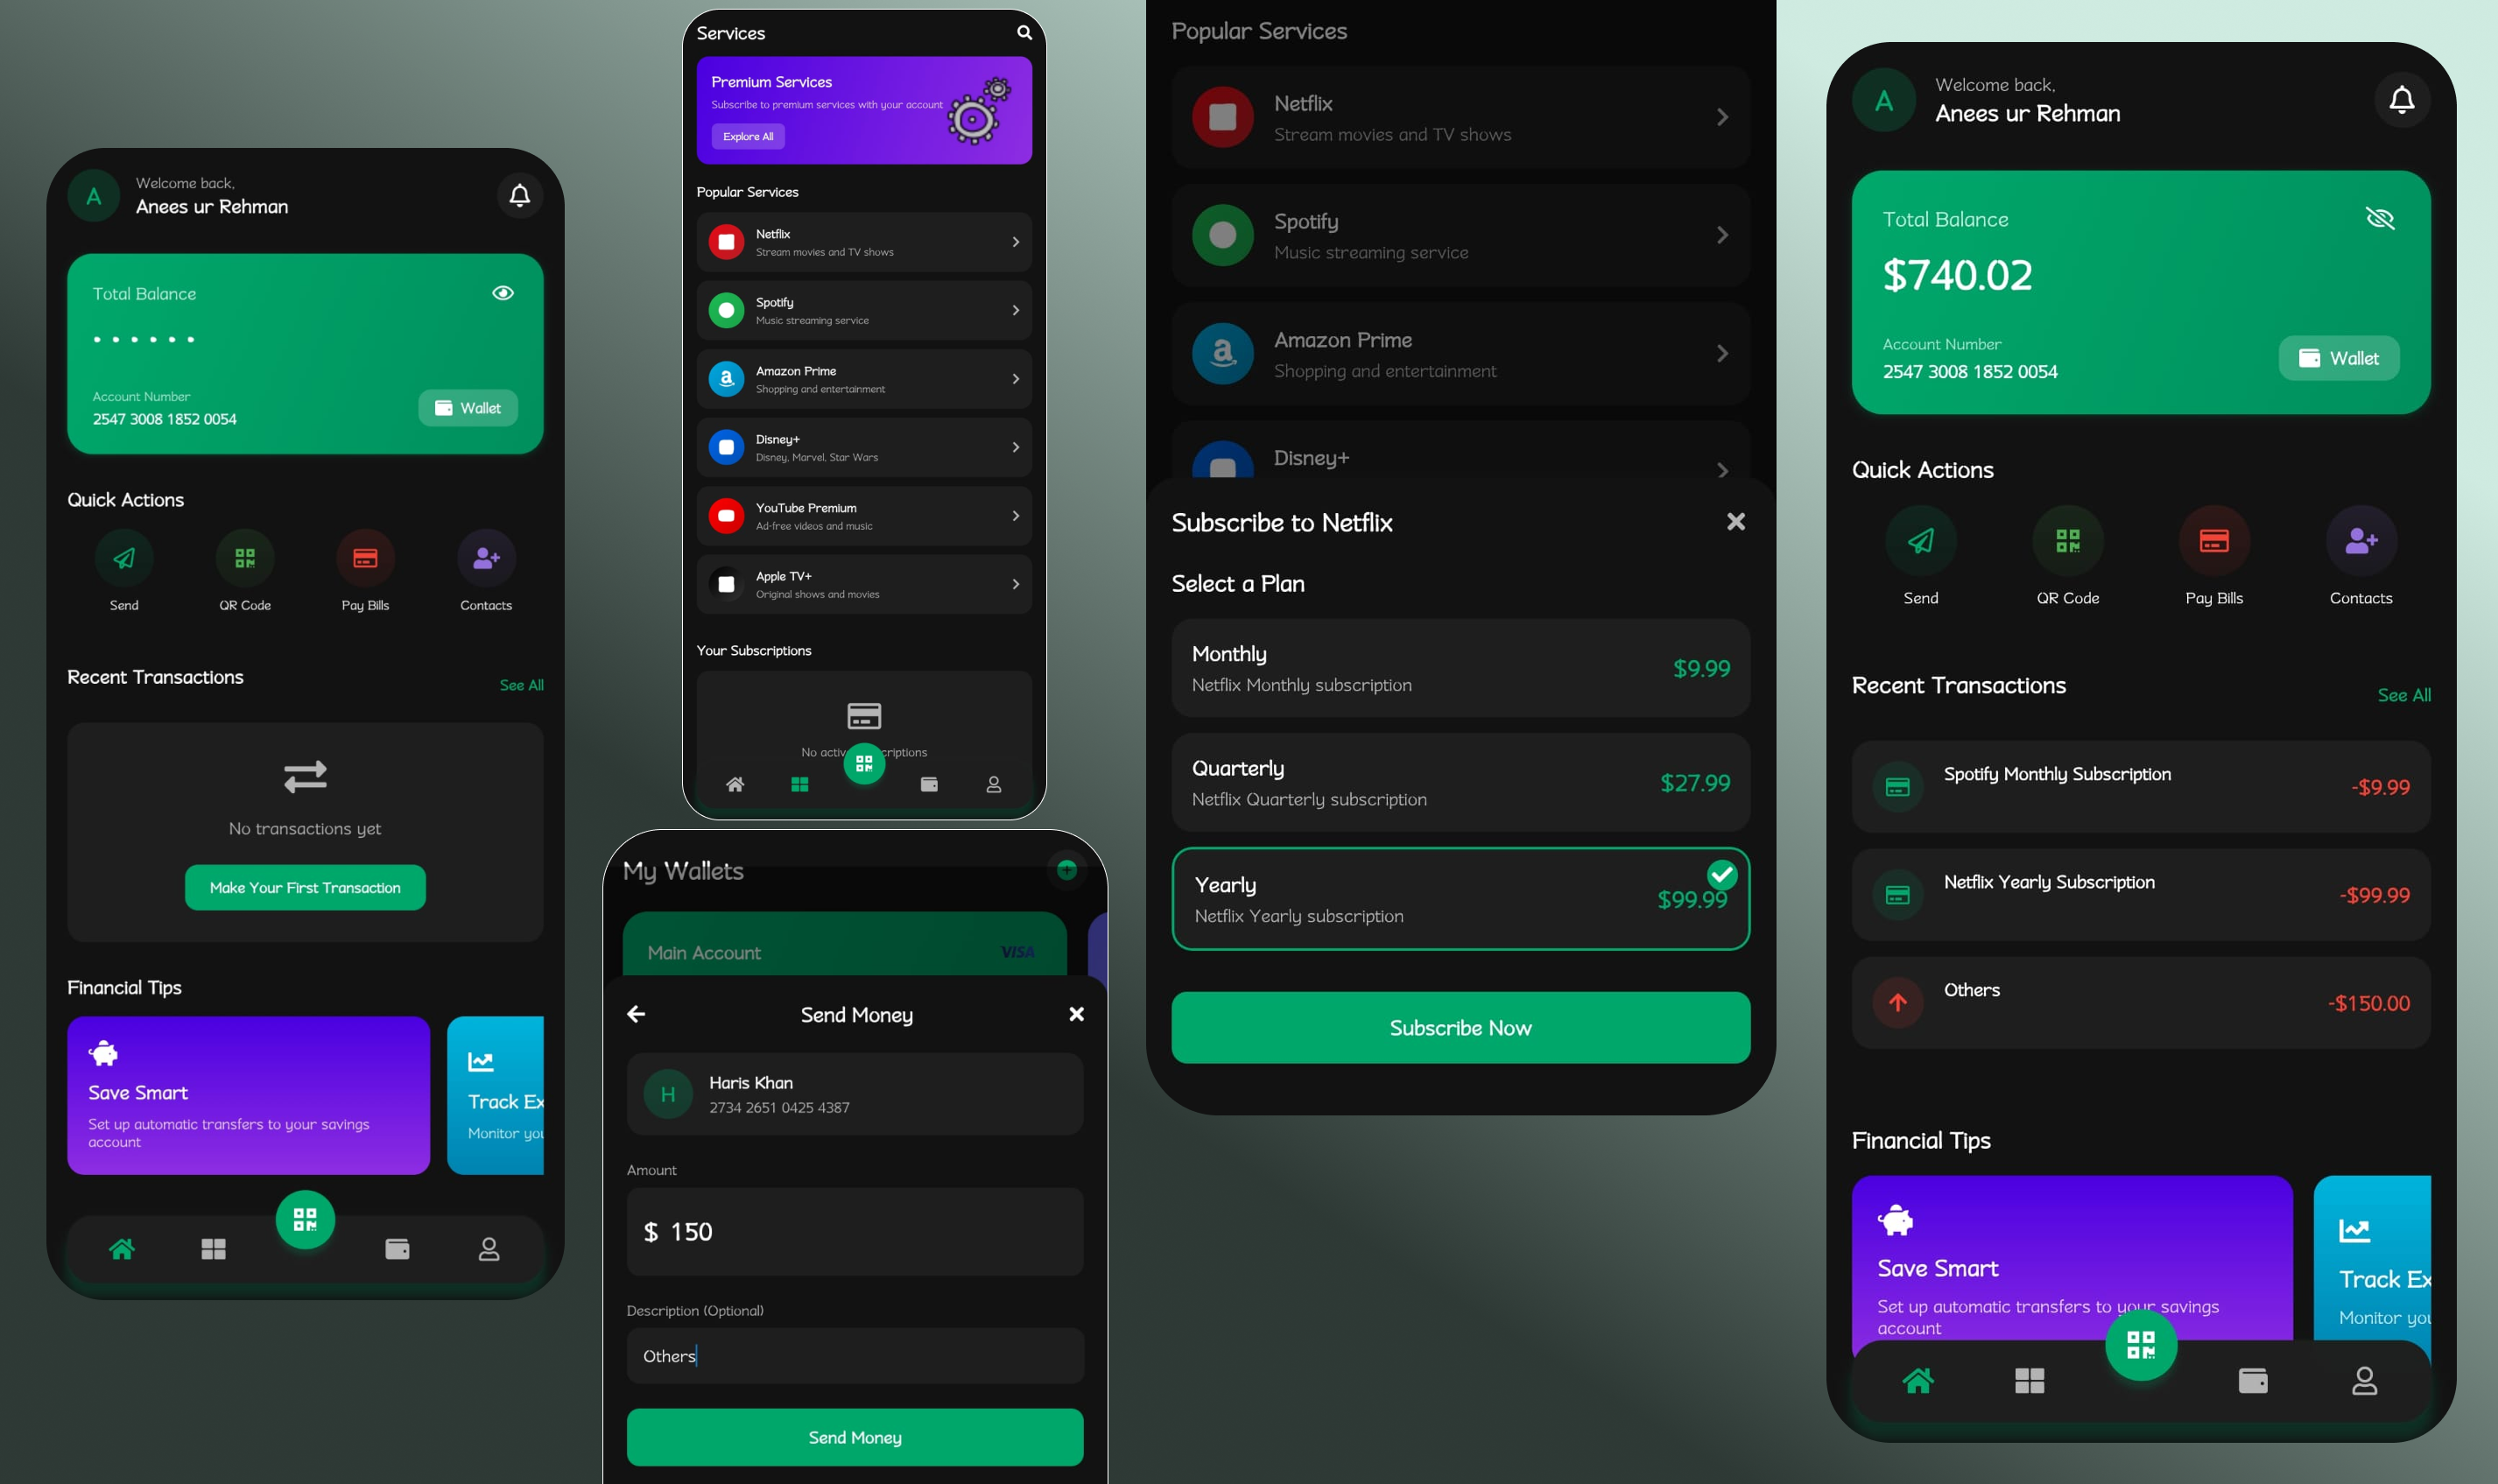 A
Welcome back,
Anees ur Rehman
Total Balance
Account Number
2547 3008 1852 0054
Wallet
Quick Actions
Send
QR Code
Pay Bills
Contacts
Recent Transactions
See All
No transactions yet
Make Your First Transaction
Financial Tips
Save Smart
Set up automatic transfers to your savings
account
Track Ex
Monitor you
Services
Premium Services
Subscribe to premium services with your account
Explore All
Popular Services
Netflix
Stream movies and TV shows
Spotify
Music streaming service
a
Amazon Prime
Shopping and entertainment
Disney+
Disney, Marvel, Star Wars
YouTube Premium
Ad-free videos and music
Apple TV+
Original shows and movies
Your Subscriptions
No activ criptions
My Wallets
Main Account
VISA
Send Money
H
Haris Khan
2734 2651 0425 4387
Amount
$ 150
Description (Optional)
Others
Send Money
Popular Services
Netflix
Stream movies and TV shows
Spotify
Music streaming service
a
Amazon Prime
Shopping and entertainment
Disney+
Subscribe to Netflix
Select a Plan
Monthly
Netflix Monthly subscription
$9.99
Quarterly
Netflix Quarterly subscription
$27.99
Yearly
Netflix Yearly subscription
$99.99
Subscribe Now
A
Welcome back,
Anees ur Rehman
Total Balance
$740.02
Account Number
2547 3008 1852 0054
Wallet
Quick Actions
Send
QR Code
Pay Bills
Contacts
Recent Transactions
See All
Spotify Monthly Subscription
-$9.99
Netflix Yearly Subscription
-$99.99
Others
-$150.00
Financial Tips
Save Smart
Set up automatic transfers to your savings
account
Track Ex
Monitor you